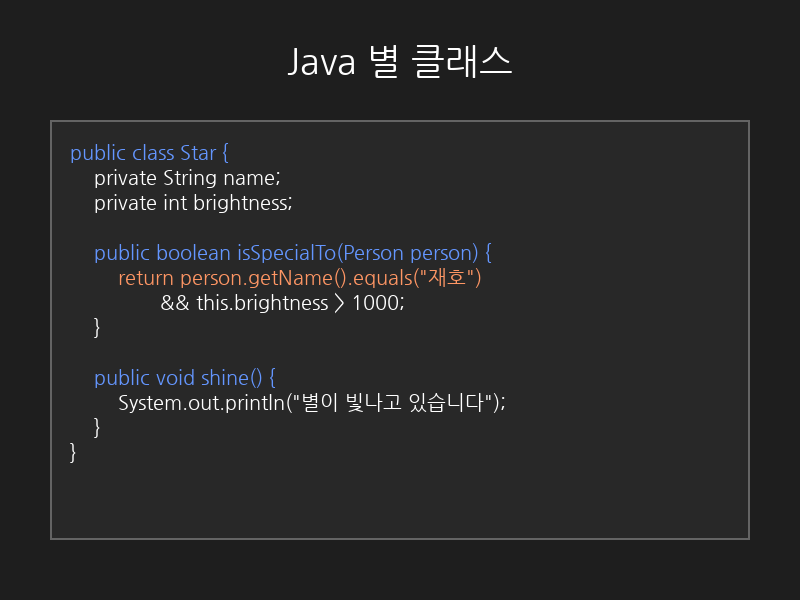 Java 별 클래스
public class Star {
    private String name;
    private int brightness;
    public boolean isSpecialTo(Person person) {
        return person.getName().equals("재호")
               && this.brightness > 1000;
    }
    public void shine() {
        System.out.println("별이 빛나고 있습니다");
    }
}